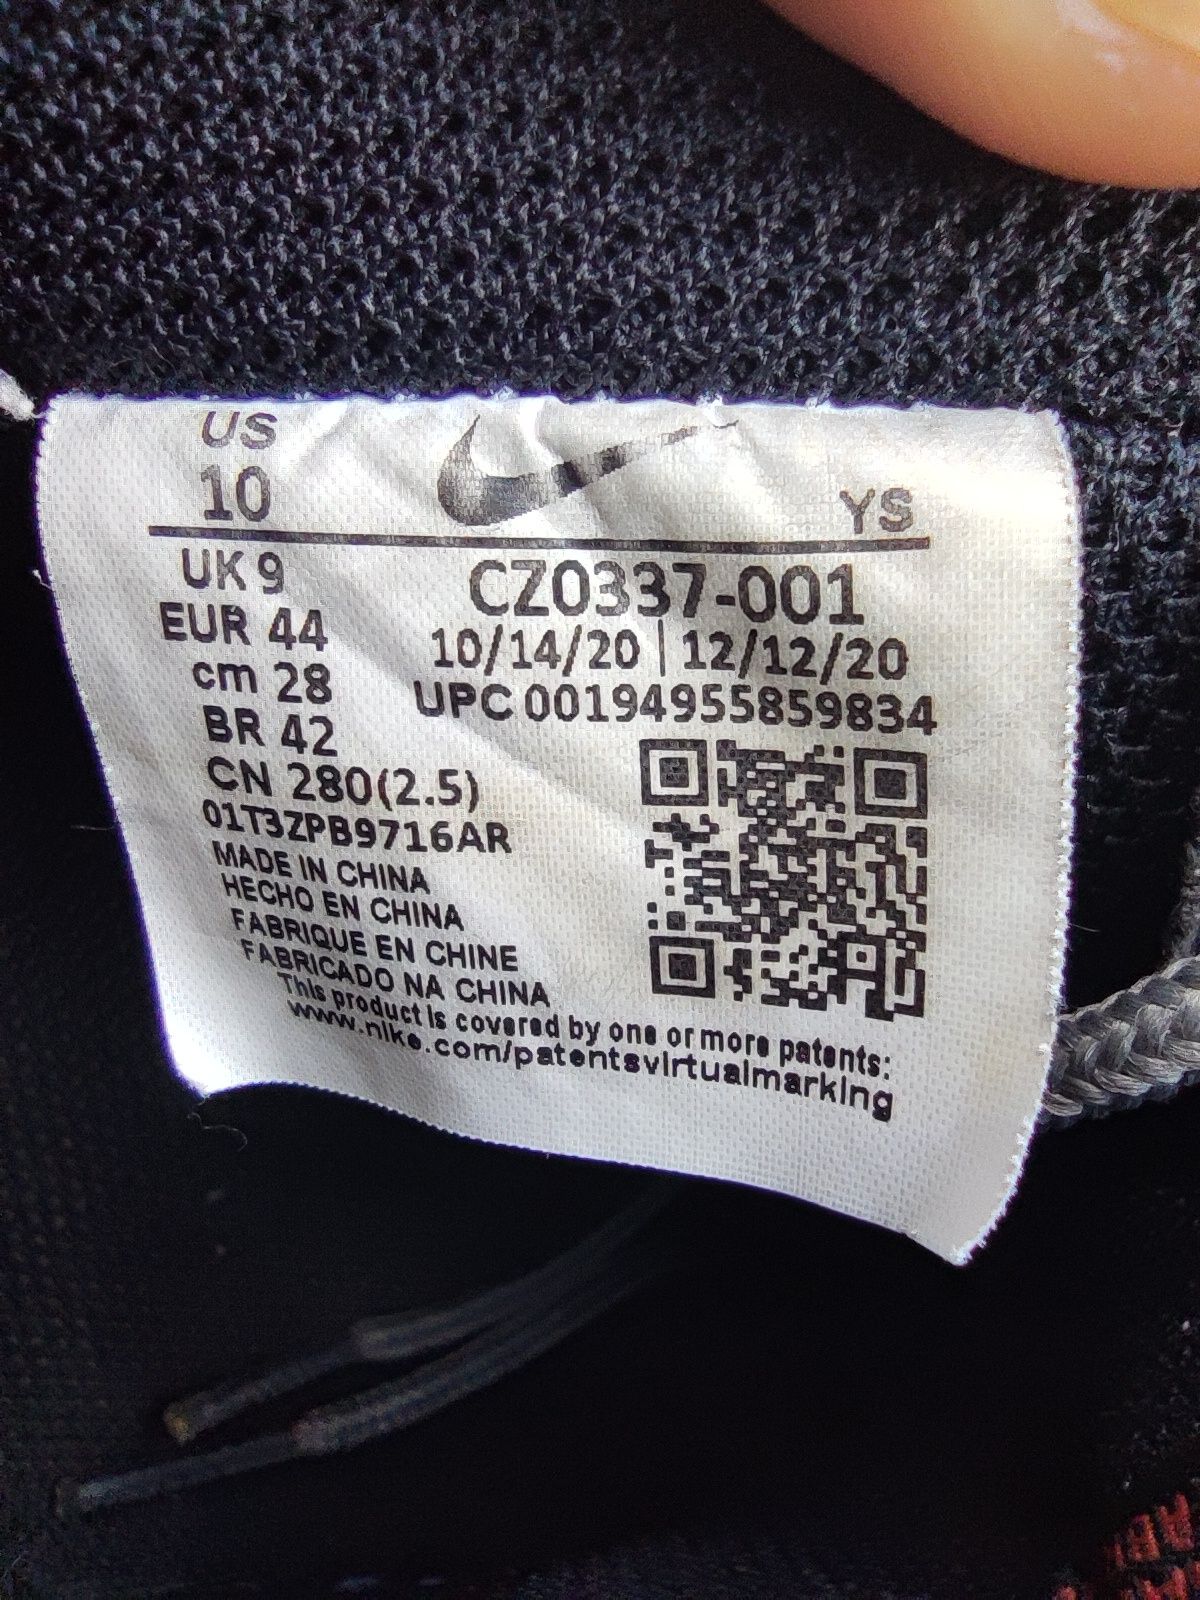 US
10
YS
UK 9
EUR 44
cm 28
BR 42
CN 280(2.5)
01T3ZPB9716AR
CZ0337-001
10/14/20 | 12/12/20
UPC 00194955859834
MADE IN CHINA
HECHO EN CHINA
FABRIQUE EN CHINE
FABRICADO NA CHINA
This product is covered by one or more patents:
www.nike.com/patentsvirtualmarking